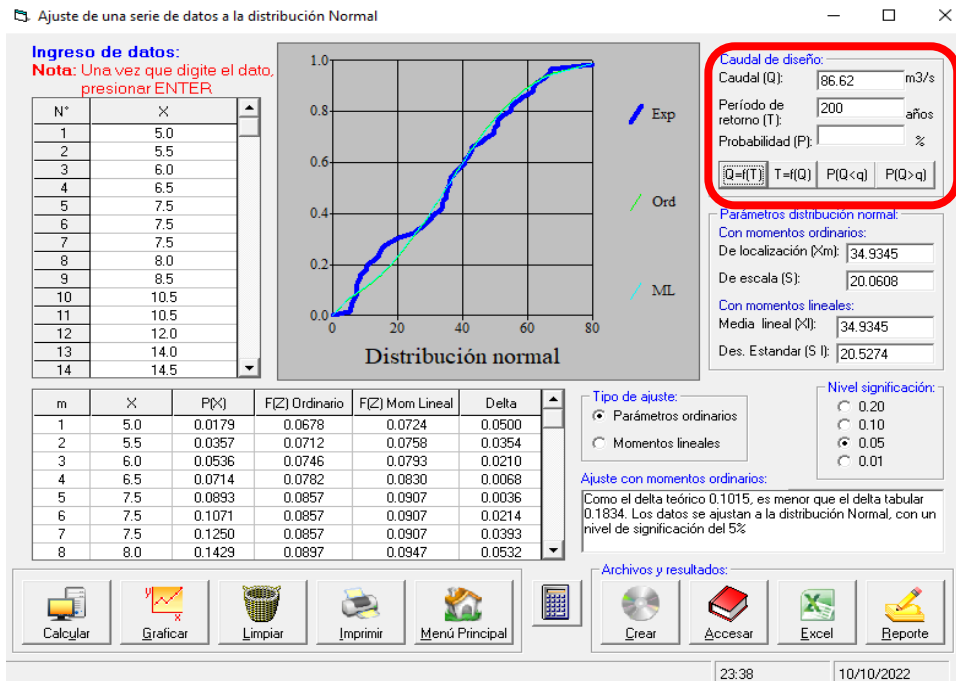 Ajuste de una serie de datos a la distribución Normal
Ingreso de datos:
Nota: Una vez que digite el dato,
presionar ENTER
N° X
1 5.0
2 5.5
3 6.0
4 6.5
5 7.5
6 7.5
7 7.5
8 8.0
9 8.5
10 10.5
11 10.5
12 12.0
13 14.0
14 14.5
1.0
0.8
0.6
0.4
0.2
0.0
0 20 40 60 80
Distribución normal
Exp
Ord
ML
Caudal de diseño:
Caudal (Q): 86.62 m3/s
Período de
retorno (T): 200 años
Probabilidad (P): %
Q=f(T) T=f(Q) P(Q<q) P(Q>q)
Parámetros distribución normal:
Con momentos ordinarios:
De localización (Xm): 34.9345
De escala (S): 20.0608
Con momentos lineales:
Media lineal (Xl): 34.9345
Des. Estandar (S l): 20.5274
m X P(X) F(Z) Ordinario F(Z) Mom Lineal Delta
1 5.0 0.0179 0.0678 0.0724 0.0500
2 5.5 0.0357 0.0712 0.0758 0.0354
3 6.0 0.0536 0.0746 0.0793 0.0210
4 6.5 0.0714 0.0782 0.0830 0.0068
5 7.5 0.0893 0.0857 0.0907 0.0036
6 7.5 0.1071 0.0857 0.0907 0.0214
7 7.5 0.1250 0.0857 0.0907 0.0393
8 8.0 0.1429 0.0897 0.0947 0.0532
Tipo de ajuste:
Parámetros ordinarios
Momentos lineales
Nivel significación:
0.20
0.10
0.05
0.01
Ajuste con momentos ordinarios:
Como el delta teórico 0.1015, es menor que el delta tabular
0.1834. Los datos se ajustan a la distribución Normal, con un
nivel de significación del 5%
Calcular
y
x
Graficar
Limpiar
Imprimir
Menú Principal
Archivos y resultados:
Crear
Accesar
Excel
Reporte
23:38 10/10/2022